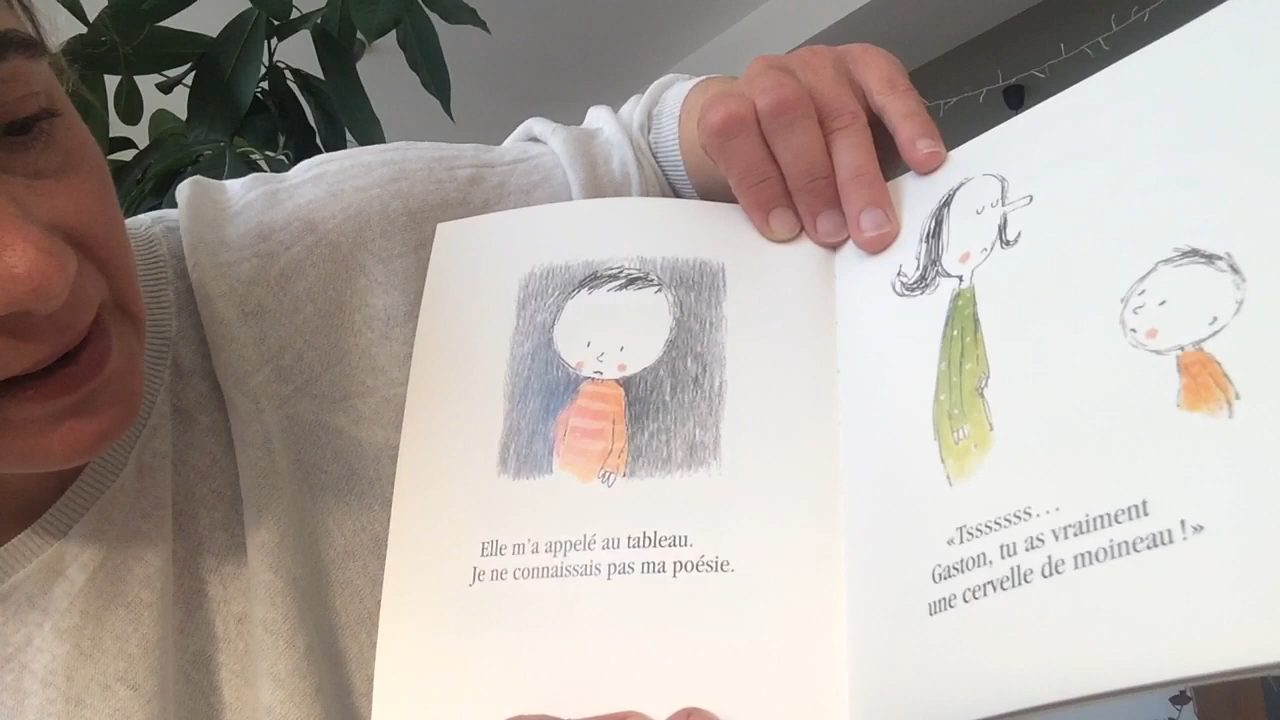 Elle m'a appelé au tableau.
Je ne connaissais pas ma poésie.
«Tsssssss...
Gaston, tu as vraiment
une cervelle de moineau !»